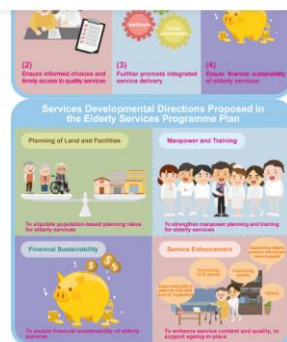 (2)
Ensure informed choices and
timely access to quality services
(3)
Further promote integrated
service delivery
(4)
Ensure financial sustainability
of elderly services
Services Developmental Directions Proposed in
the Elderly Services Programme Plan
Planning of Land and Facilities
To stipulate population-based planning ratios
for elderly services
Manpower and Training
To strengthen manpower planning and training
for elderly services
Financial Sustainability
To enable financial sustainability of elderly
services
Service Enhancement
Others
To enhance service content and quality, to
support ageing-in-place